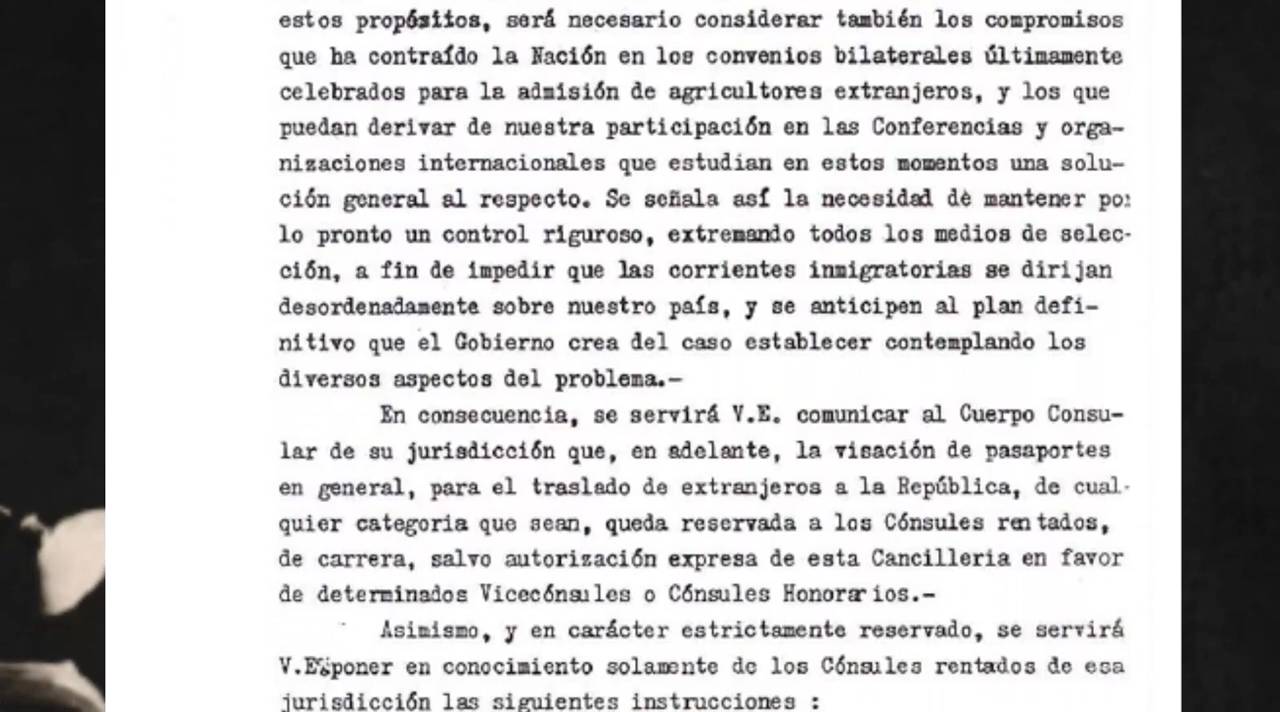 estos propósitos, será necesario considerar también los compromisos
que ha contraído la Nación en los convenios bilaterales últimamente
celebrados para la admisión de agricultores extranjeros, y los que
puedan derivar de nuestra participación en las Conferencias y orga-
nizaciones internacionales que estudian en estos momentos una solu-
ción general al respecto. Se señala así la necesidad de mantener por
lo pronto un control riguroso, extremando todos los medios de selec-
ción, a fin de impedir que las corrientes inmigratorias se dirijan
desordenadamente sobre nuestro país, y se anticipen al plan defi-
nitivo que el Gobierno crea del caso establecer contemplando los
diversos aspectos del problema.-
En consecuencia, se servirá V.E. comunicar al Cuerpo Consu-
lar de su jurisdicción que, en adelante, la visación de pasaportes
en general, para el traslado de extranjeros a la República, de cual-
quier categoria que sean, queda reservada a los Cónsules rentados,
de carrera, salvo autorización expresa de esta Cancilleria en favor
de determinados Vicecónsules o Cónsules Honorarios.-
Asimismo, y en carácter estrictamente reservado, se servirá
V.E. poner en conocimiento solamente de los Cónsules rentados de esa
jurisdicción las siguientes instrucciones :